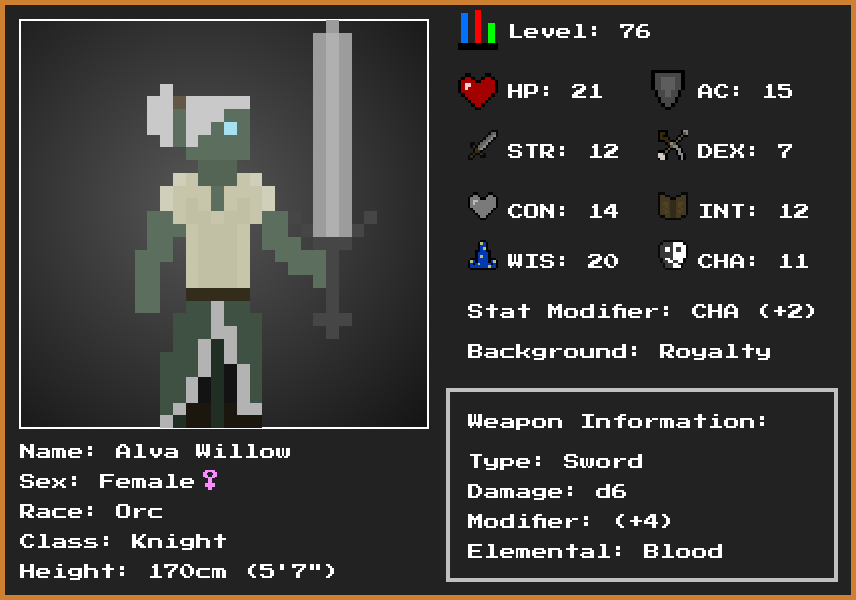 Level: 76
HP: 21 AC: 15
STR: 12 DEX: 7
CON: 14 INT: 12
WIS: 20 CHA: 11
Stat Modifier: CHA (+2)
Background: Royalty
Weapon Information:
Type: Sword
Damage: d6
Modifier: (+4)
Elemental: Blood
Name: Alva Willow
Sex: Female♀
Race: Orc
Class: Knight
Height: 170cm (5'7")